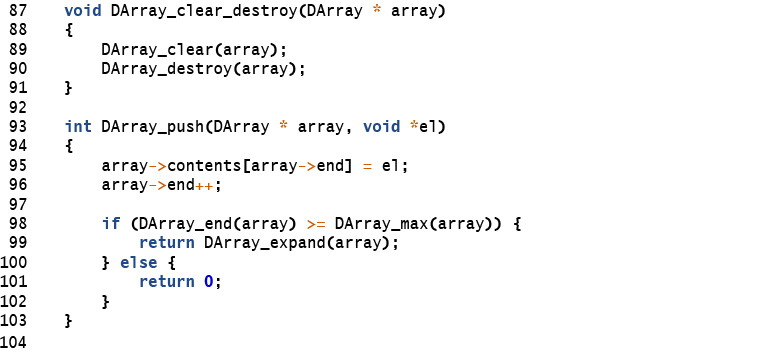 87 void DArray_clear_destroy(DArray * array)
88 {
89     DArray_clear(array);
90     DArray_destroy(array);
91 }
92
93 int DArray_push(DArray * array, void *el)
94 {
95     array->contents[array->end] = el;
96     array->end++;
97
98     if (DArray_end(array) >= DArray_max(array)) {
99         return DArray_expand(array);
100     } else {
101         return 0;
102     }
103 }
104